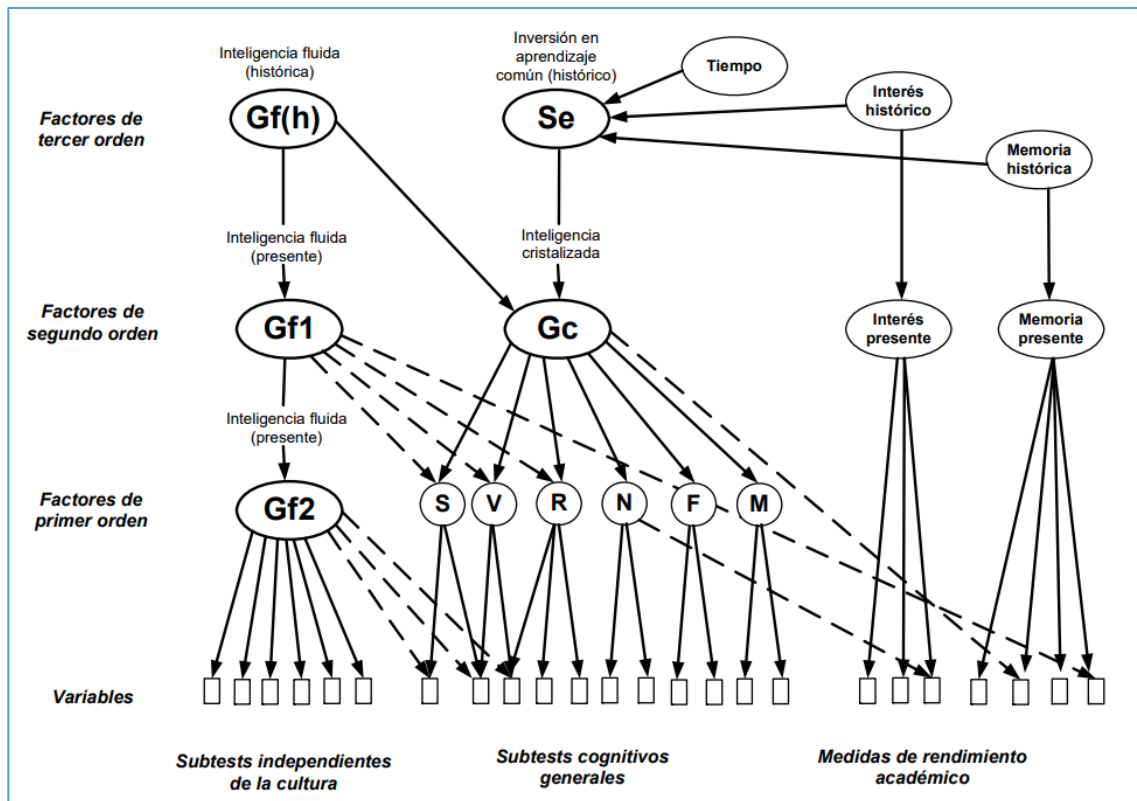 Inteligencia fluida
(histórica)
Inversión en
aprendizaje
común (histórico)
Tiempo
Interés
histórico
Factores de
tercer orden
Gf(h)
Se
Memoria
histórica
Inteligencia fluida
(presente)
Inteligencia
cristalizada
Factores de
segundo orden
Gf1
Gc
Interés
presente
Memoria
presente
Inteligencia fluida
(presente)
Factores de
primer orden
Gf2
S
V
R
N
F
M
Variables
Subtests independientes
de la cultura
Subtests cognitivos
generales
Medidas de rendimiento
académico